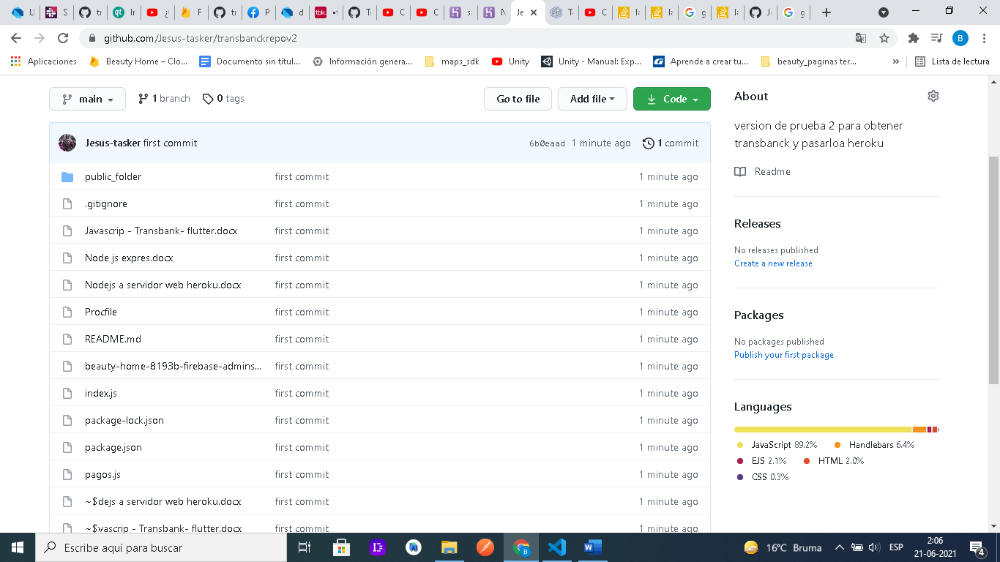 github.com/Jesus-tasker/transbanckrepov2
Aplicaciones
Beauty Home – Clo...
Documento sin títul...
Información genera...
maps_sdk
Unity
Unity - Manual: Exp...
Aprende a crear tu...
beauty_paginas ter...
»
Lista de lectura
main
1 branch
0 tags
Go to file
Add file
Code
Jesus-tasker first commit
6b0eaad 1 minute ago
1 commit
public_folder first commit 1 minute ago
.gitignore first commit 1 minute ago
Javascrip - Transbank- flutter.docx first commit 1 minute ago
Node js expres.docx first commit 1 minute ago
Nodejs a servidor web heroku.docx first commit 1 minute ago
Procfile first commit 1 minute ago
README.md first commit 1 minute ago
beauty-home-8193b-firebase-admins... first commit 1 minute ago
index.js first commit 1 minute ago
package-lock.json first commit 1 minute ago
package.json first commit 1 minute ago
pagos.js first commit 1 minute ago
~$dejs a servidor web heroku.docx first commit 1 minute ago
~$vascrip - Transbank- flutter.docx first commit 1 minute ago
About
version de prueba 2 para obtener
transbanck y pasarloa heroku
Readme
Releases
No releases published
Create a new release
Packages
No packages published
Publish your first package
Languages
JavaScript 89.2%
Handlebars 6.4%
EJS 2.1%
HTML 2.0%
CSS 0.3%
Escribe aquí para buscar
16°C Bruma
ESP
2:06
21-06-2021
4